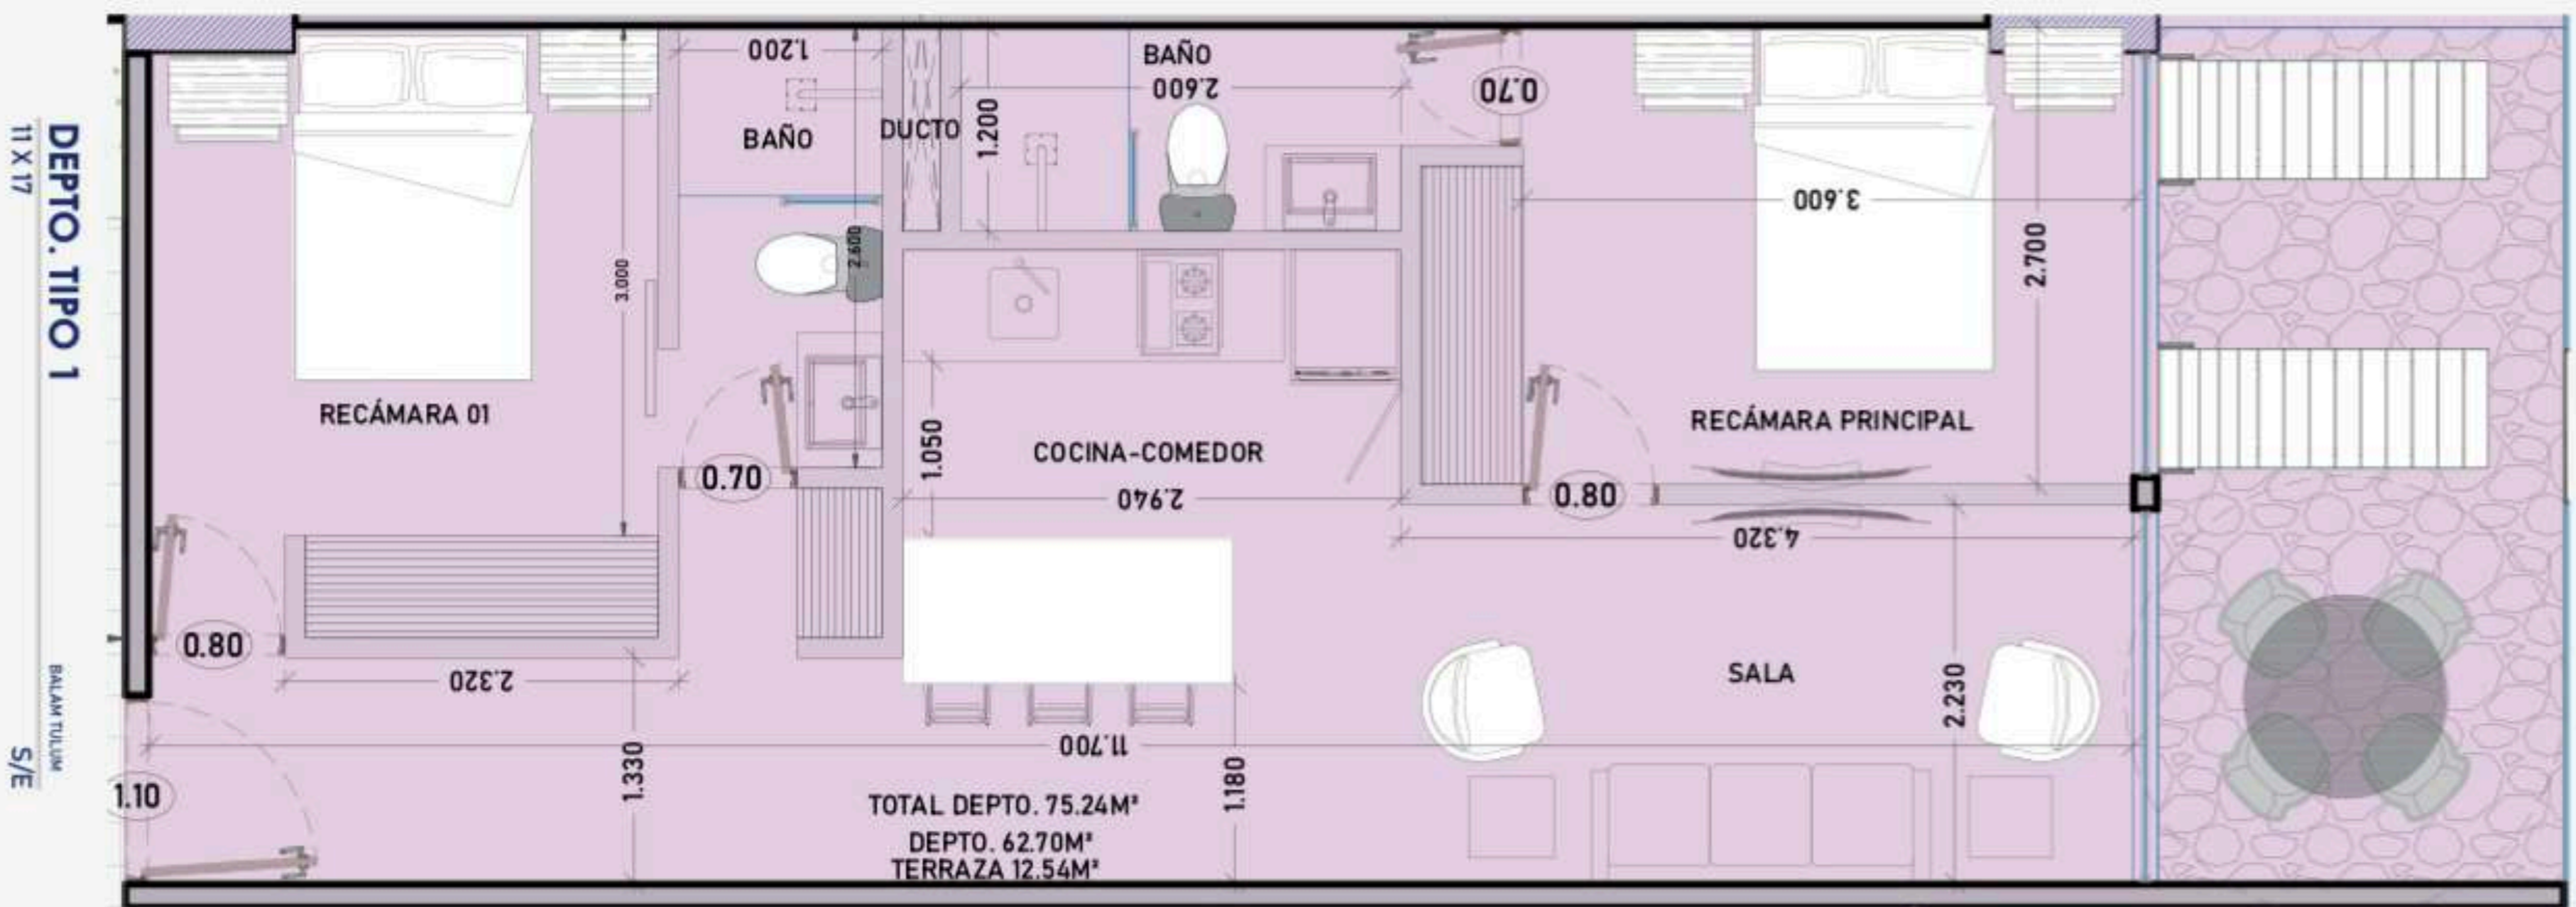 DEPTO. TIPO 1
11 X 17
BALAM TULUM
S/E
1.200
BAÑO
DUCTO
1.200
BAÑO
2.600
0.70
3.600
2.700
3.000
2.600
RECÁMARA 01
0.70
1.050
COCINA-COMEDOR
2.940
RECÁMARA PRINCIPAL
0.80
4.320
0.80
2.320
SALA
2.230
11.700
1.330
1.180
1.10
TOTAL DEPTO. 75.24M²
DEPTO. 62.70M²
TERRAZA 12.54M²